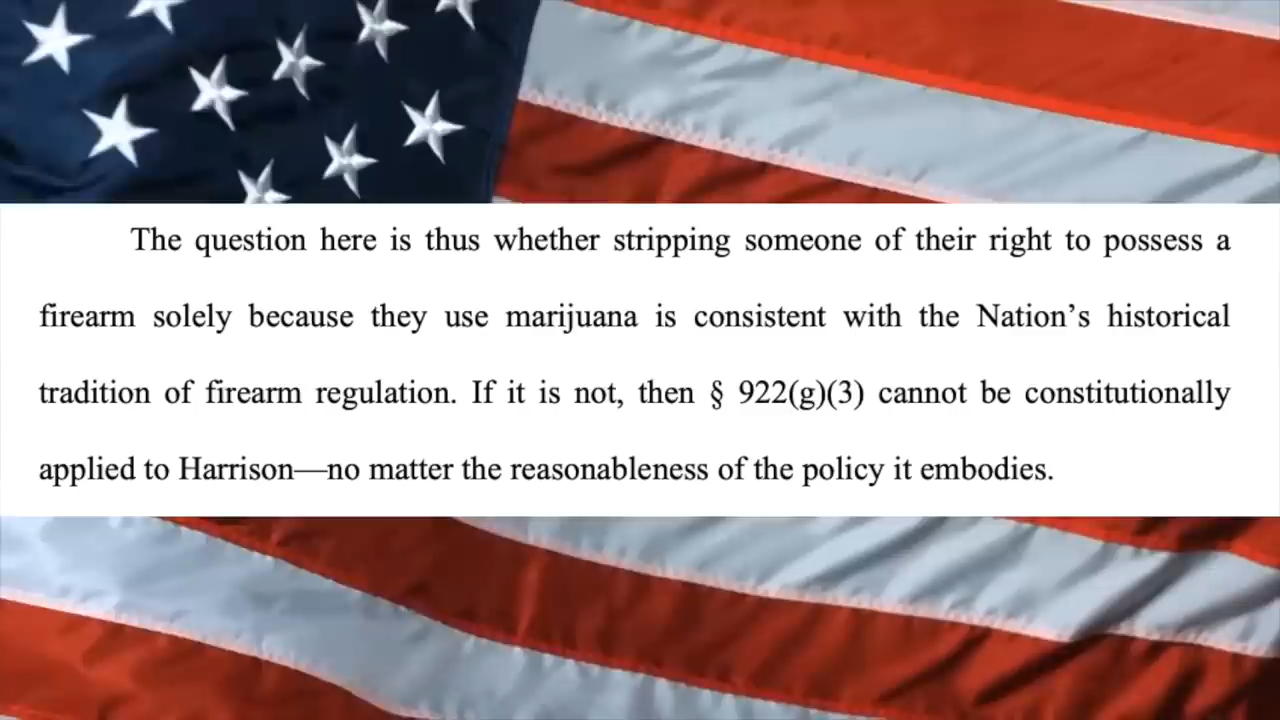 The question here is thus whether stripping someone of their right to possess a
firearm solely because they use marijuana is consistent with the Nation’s historical
tradition of firearm regulation. If it is not, then § 922(g)(3) cannot be constitutionally
applied to Harrison—no matter the reasonableness of the policy it embodies.